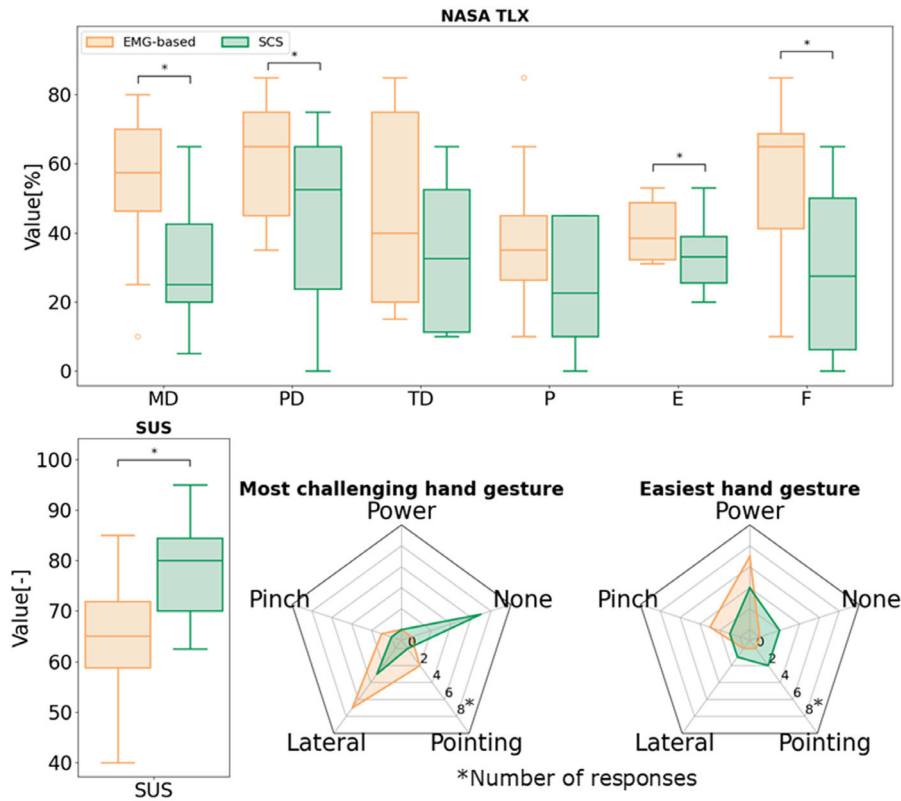 NASA TLX
EMG-based SCS
* * * *
Value[%]
80
60
40
20
0
MD PD TD P E F
SUS
*
Value[-]
100
90
80
70
60
50
40
SUS
Most challenging hand gesture
Power
None
Pointing
Lateral
Pinch
0
2
4
6
8*
Easiest hand gesture
Power
None
Pointing
Lateral
Pinch
0
2
4
6
8*
*Number of responses